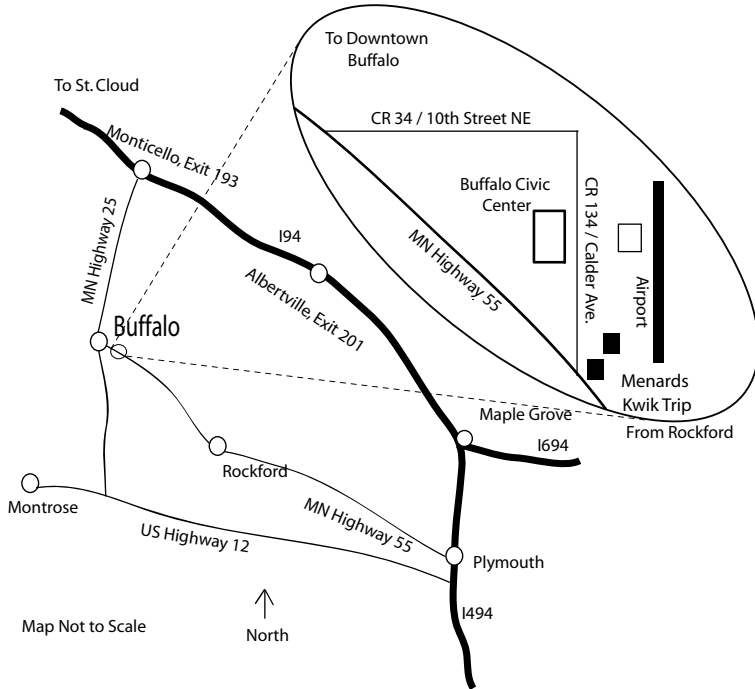 To Downtown
Buffalo
To St. Cloud
CR 34 / 10th Street NE
Monticello, Exit 193
Buffalo Civic
Center
CR 134 / Calder Ave.
MN Highway 25
I94
MN Highway 55
Airport
Albertville, Exit 201
Buffalo
Menards
Kwik Trip
From Rockford
Maple Grove
I694
Rockford
Montrose
MN Highway 55
US Highway 12
Plymouth
I494
Map Not to Scale
North